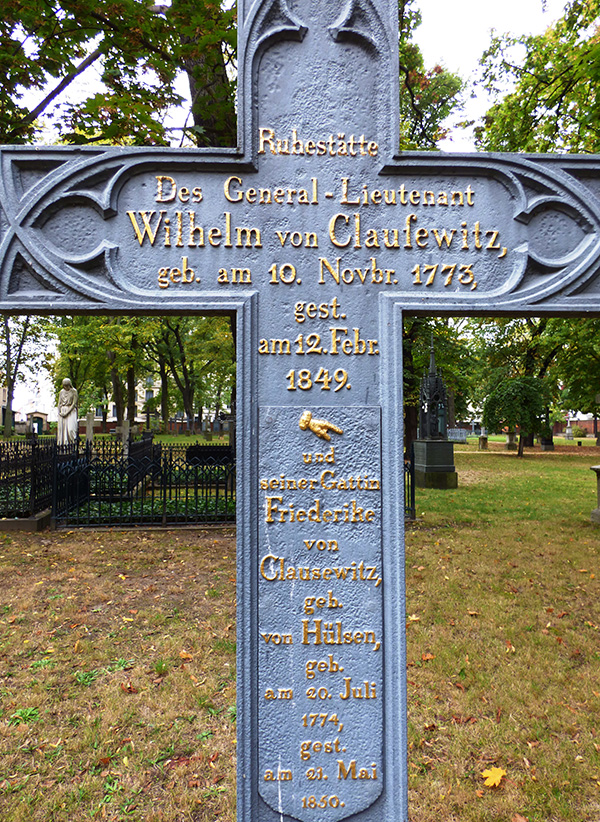 Ruhestätte
Des General-Lieutenant
Wilhelm von Clauſewitz,
geb. am 10. Novbr. 1773,
gest.
am 12. Febr.
1849.
und
seiner Gattin
Friederike
von
Clausewitz,
geb.
von Hülsen,
geb.
am 20. Juli
1774,
gest.
am 21. Mai
1850.